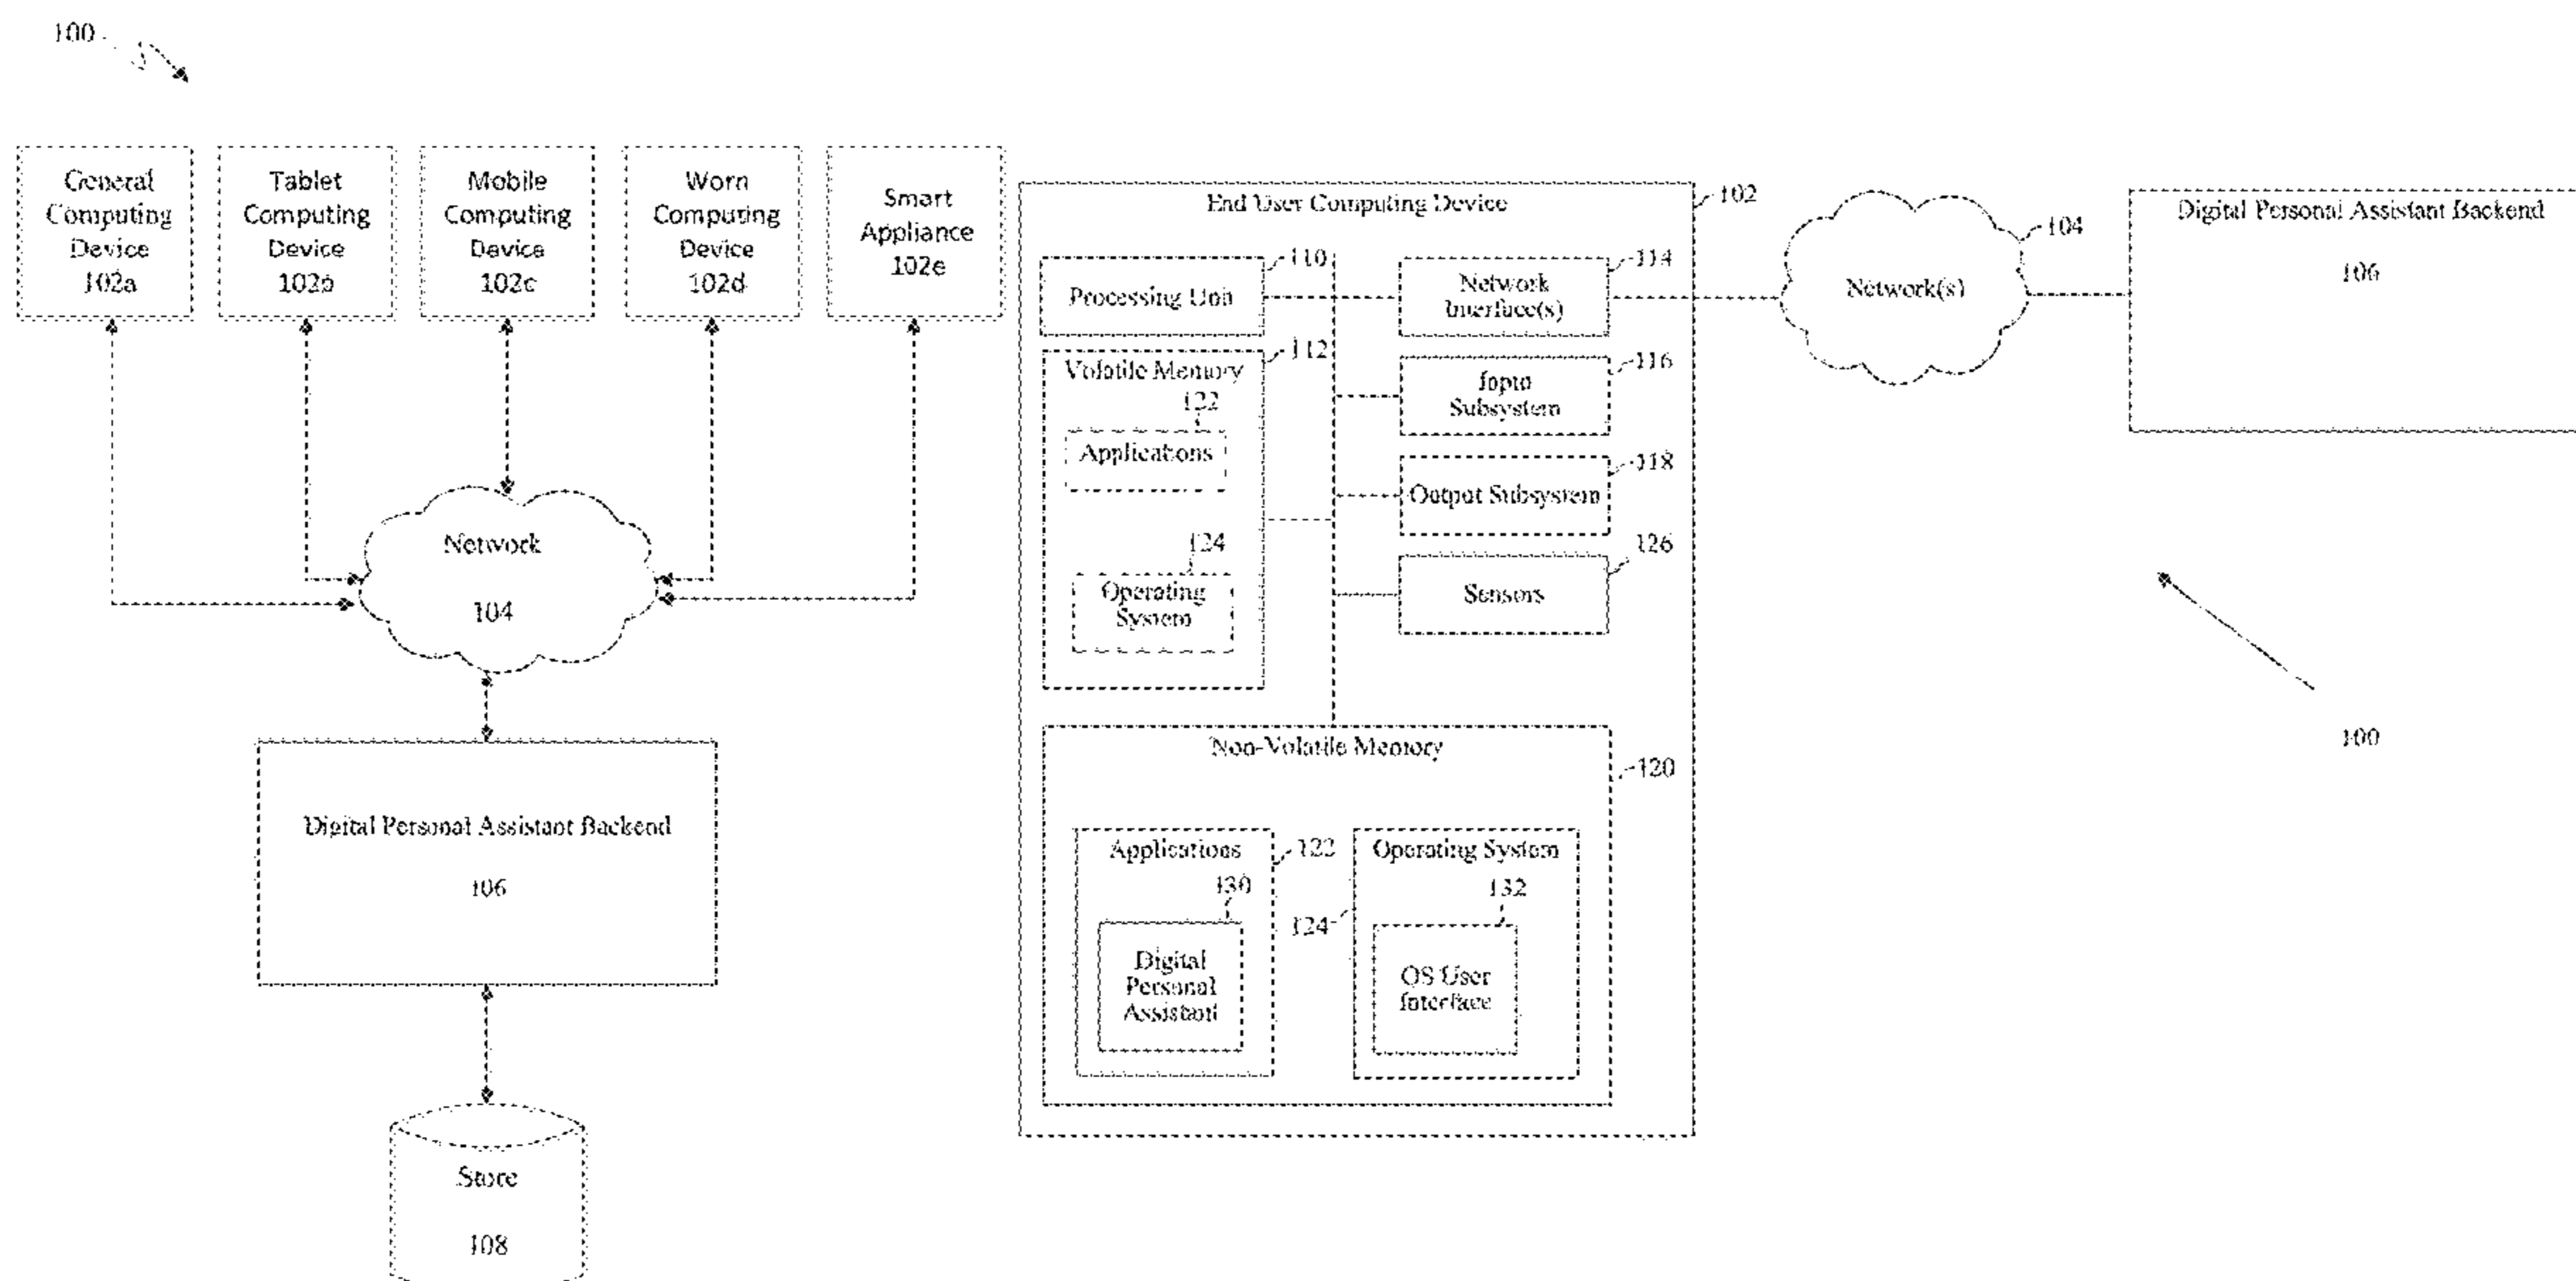 100
General
Computing
Device
102a
Tablet
Computing
Device
102b
Mobile
Computing
Device
102c
Worn
Computing
Device
102d
Smart
Appliance
102e
Network
104
Digital Personal Assistant Backend
106
Store
108
End User Computing Device
102
Processing Unit
110
Volatile Memory
112
122
Applications
124
Operating
System
Network
Interface(s)
114
Input
Subsystem
116
Output Subsystem
118
Sensors
126
Non-Volatile Memory
120
Applications
122
130
Digital
Personal
Assistant
Operating System
124
132
OS User
Interface
Network(s)
104
Digital Personal Assistant Backend
106
100